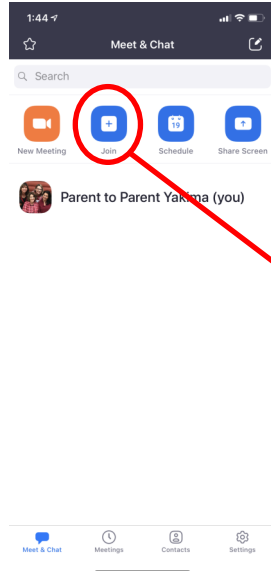 1:44
Meet & Chat
Search
19
New Meeting Join Schedule Share Screen
Parent to Parent Yakima (you)
Meet & Chat Meetings Contacts Settings